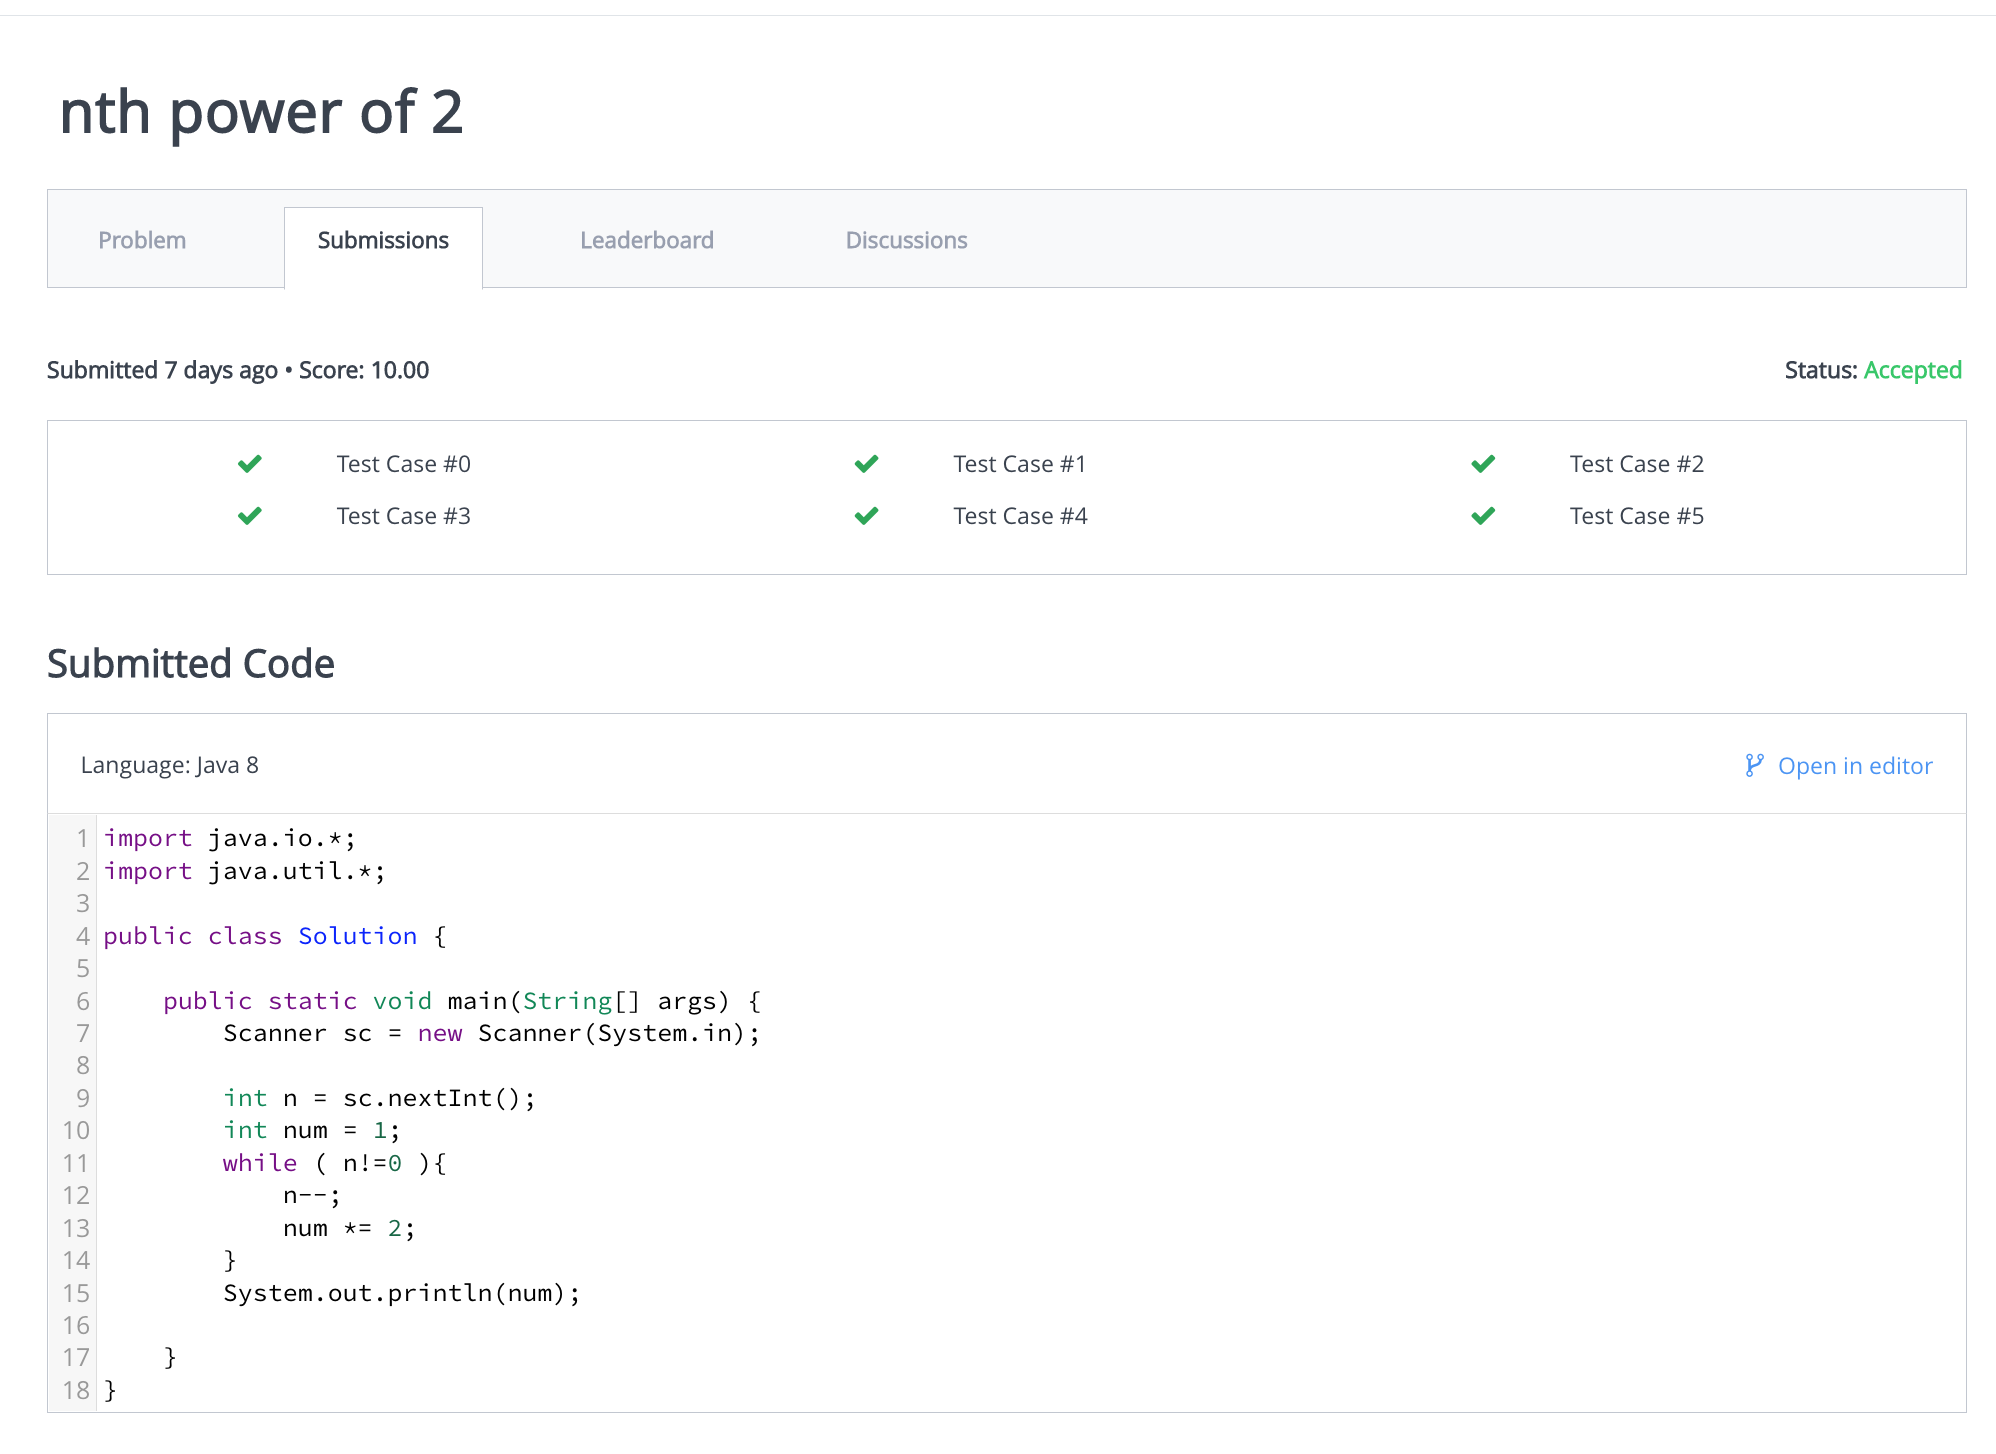 nth power of 2
Problem Submissions Leaderboard Discussions
Submitted 7 days ago • Score: 10.00 Status: Accepted
Test Case #0 Test Case #1 Test Case #2
Test Case #3 Test Case #4 Test Case #5
Submitted Code
Language: Java 8 Open in editor
1 import java.io.*;
2 import java.util.*;
3
4 public class Solution {
5
6     public static void main(String[] args) {
7         Scanner sc = new Scanner(System.in);
8
9         int n = sc.nextInt();
10         int num = 1;
11         while ( n!=0 ){
12             n--;
13             num *= 2;
14         }
15         System.out.println(num);
16
17     }
18 }